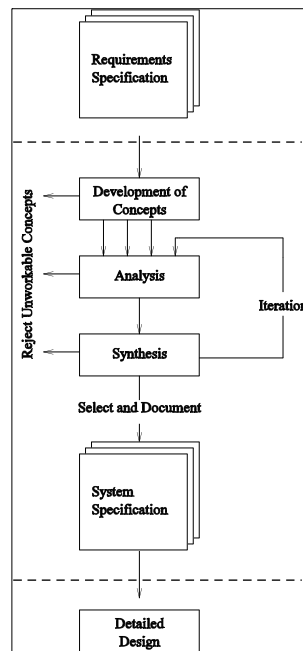 Requirements
Specification
Development of
Concepts
Reject Unworkable Concepts
Analysis
Iteration
Synthesis
Select and Document
System
Specification
Detailed
Design